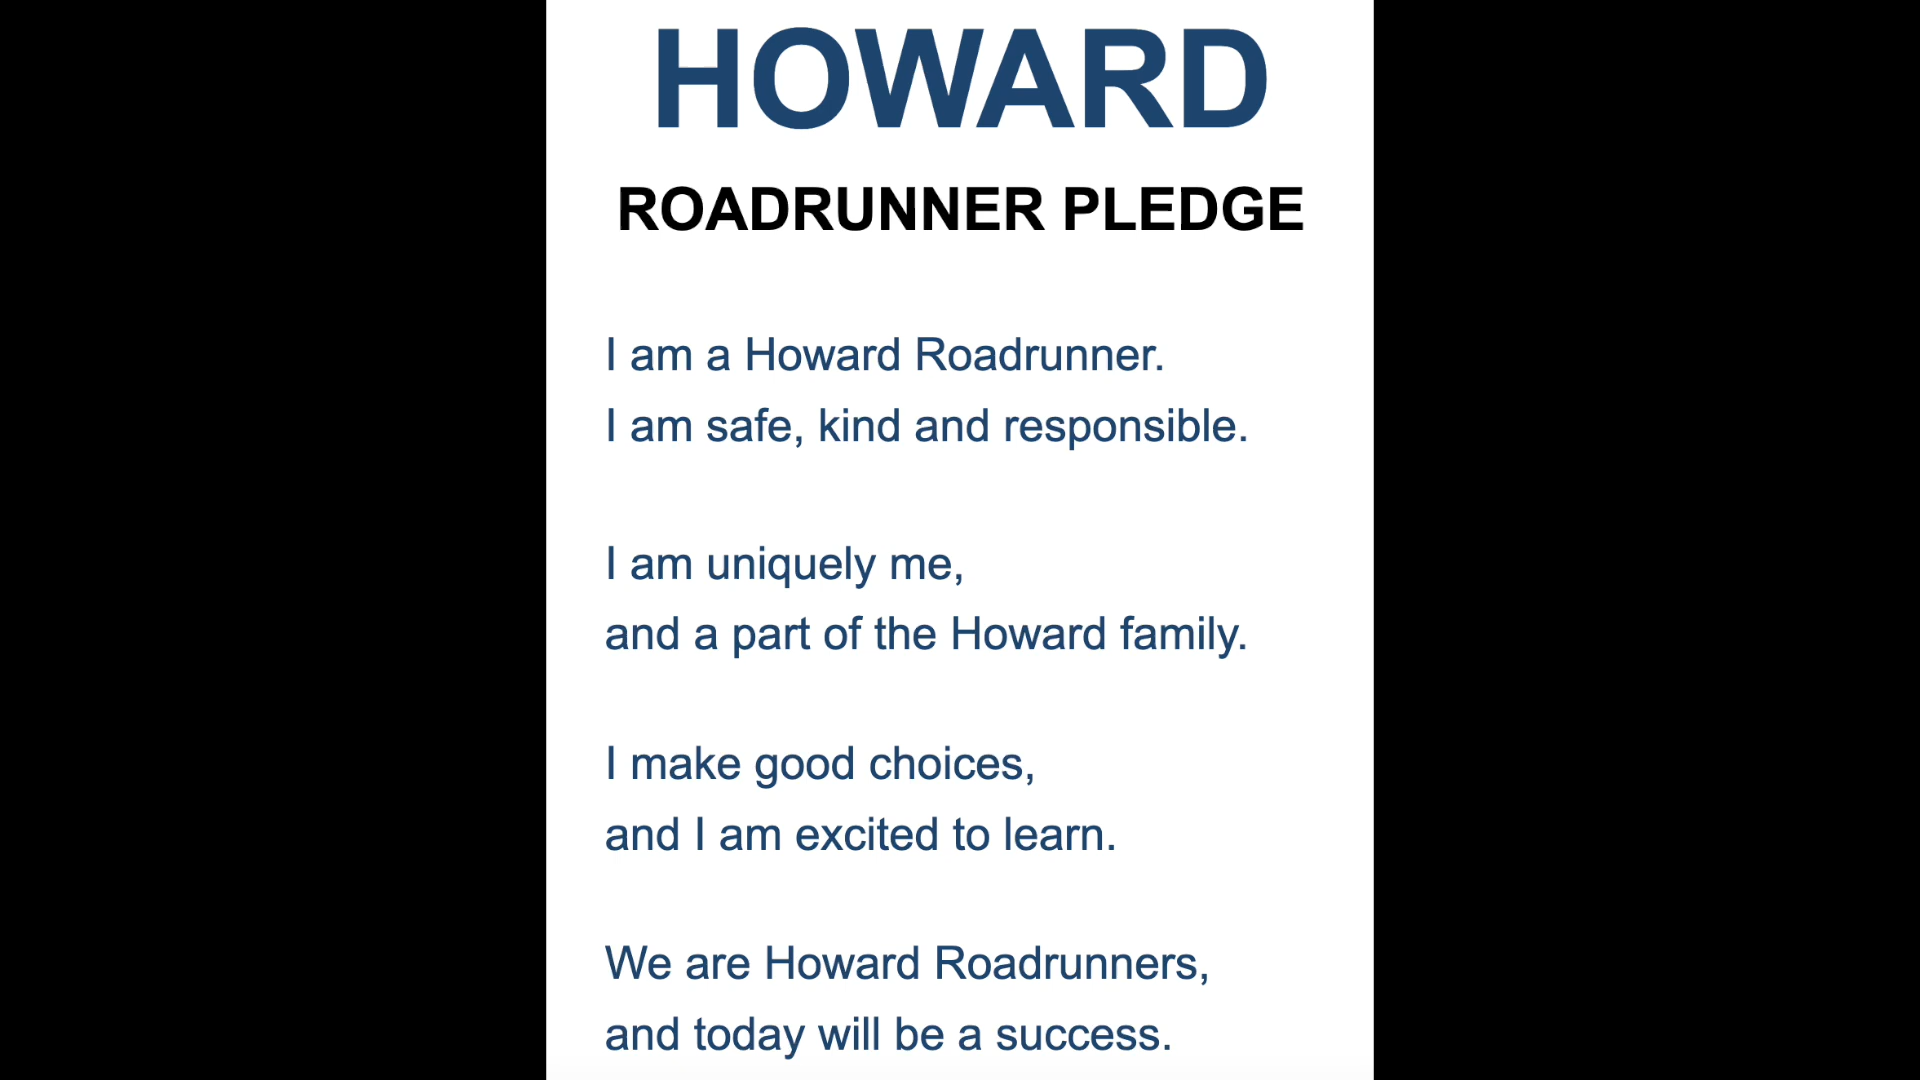 HOWARD
ROADRUNNER PLEDGE
I am a Howard Roadrunner.
I am safe, kind and responsible.
I am uniquely me,
and a part of the Howard family.
I make good choices,
and I am excited to learn.
We are Howard Roadrunners,
and today will be a success.